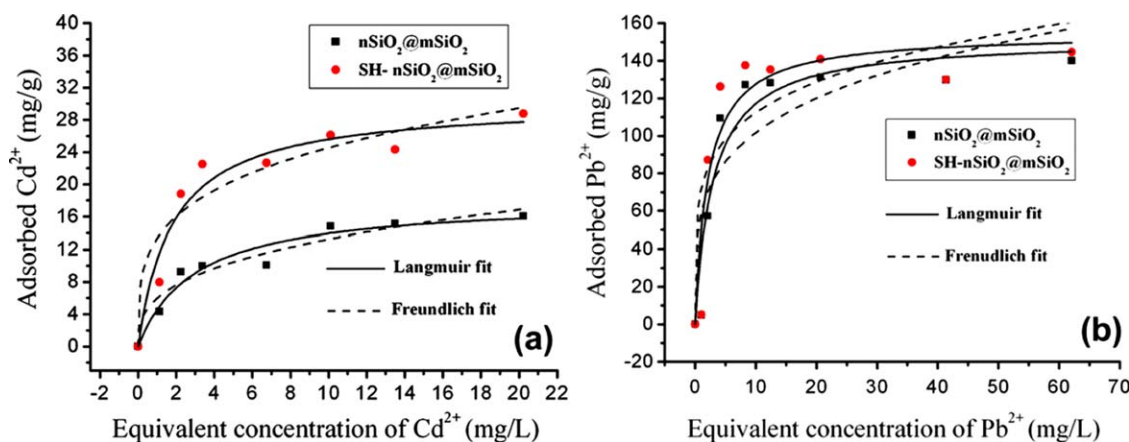 40
36
32
28
24
20
16
12
8
4
0
Adsorbed Cd²⁺ (mg/g)
nSiO₂@mSiO₂
SH- nSiO₂@mSiO₂
Langmuir fit
Freundlich fit
(a)
-2 0 2 4 6 8 10 12 14 16 18 20 22
Equivalent concentration of Cd²⁺ (mg/L)
160
140
120
100
80
60
40
20
0
-20
Adsorbed Pb²⁺ (mg/g)
nSiO₂@mSiO₂
SH-nSiO₂@mSiO₂
Langmuir fit
Frenudlich fit
(b)
0 10 20 30 40 50 60 70
Equivalent concentration of Pb²⁺ (mg/L)